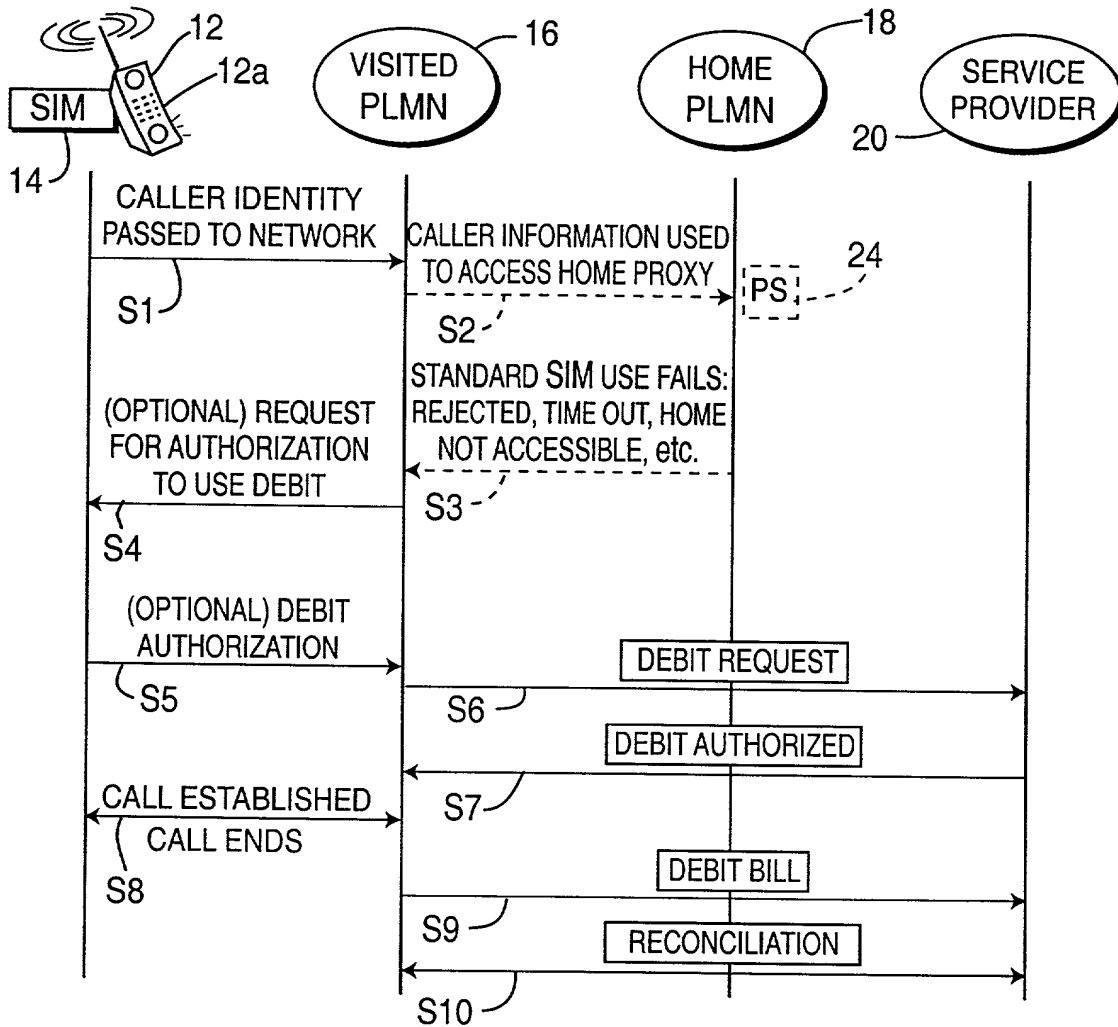 12
12a
SIM
14
VISITED
PLMN
16
HOME
PLMN
18
SERVICE
PROVIDER
20
CALLER IDENTITY
PASSED TO NETWORK
S1
CALLER INFORMATION USED
TO ACCESS HOME PROXY
S2
PS
24
STANDARD SIM USE FAILS:
REJECTED, TIME OUT, HOME
NOT ACCESSIBLE, etc.
S3
(OPTIONAL) REQUEST
FOR AUTHORIZATION
TO USE DEBIT
S4
(OPTIONAL) DEBIT
AUTHORIZATION
S5
DEBIT REQUEST
S6
DEBIT AUTHORIZED
S7
CALL ESTABLISHED
CALL ENDS
S8
DEBIT BILL
S9
RECONCILIATION
S10